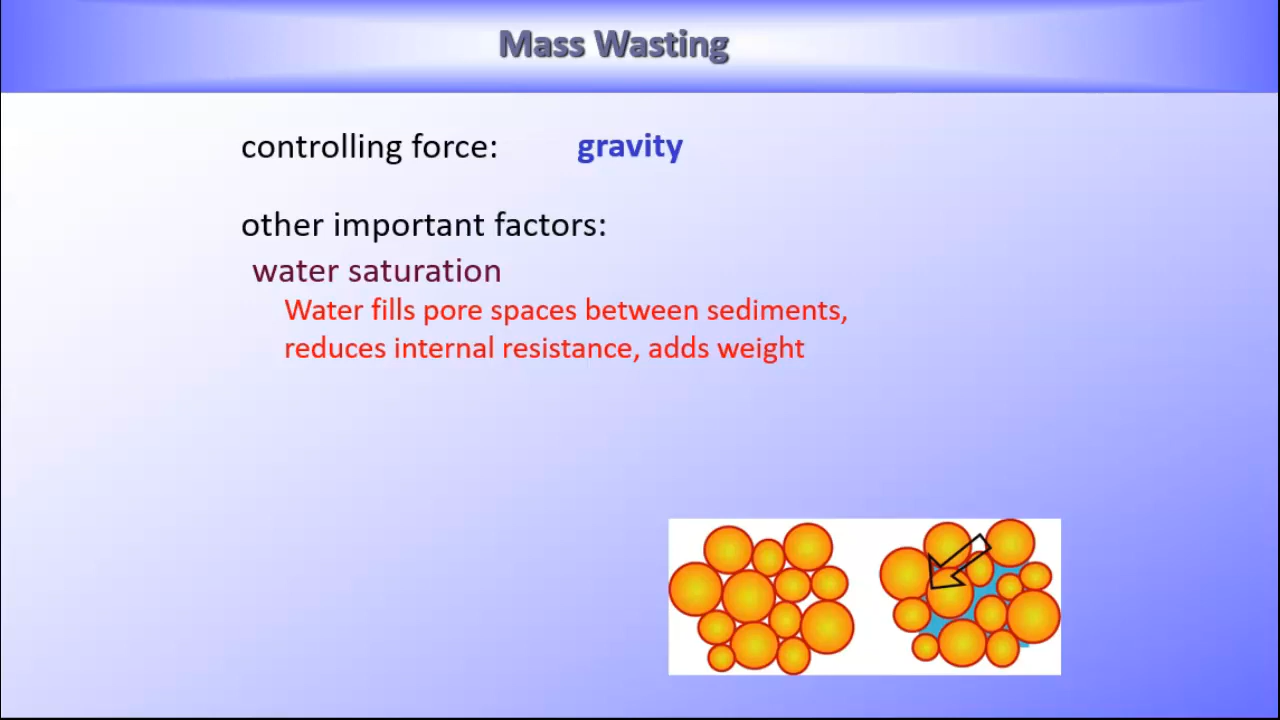 Mass Wasting
controlling force: gravity
other important factors:
water saturation
Water fills pore spaces between sediments,
reduces internal resistance, adds weight